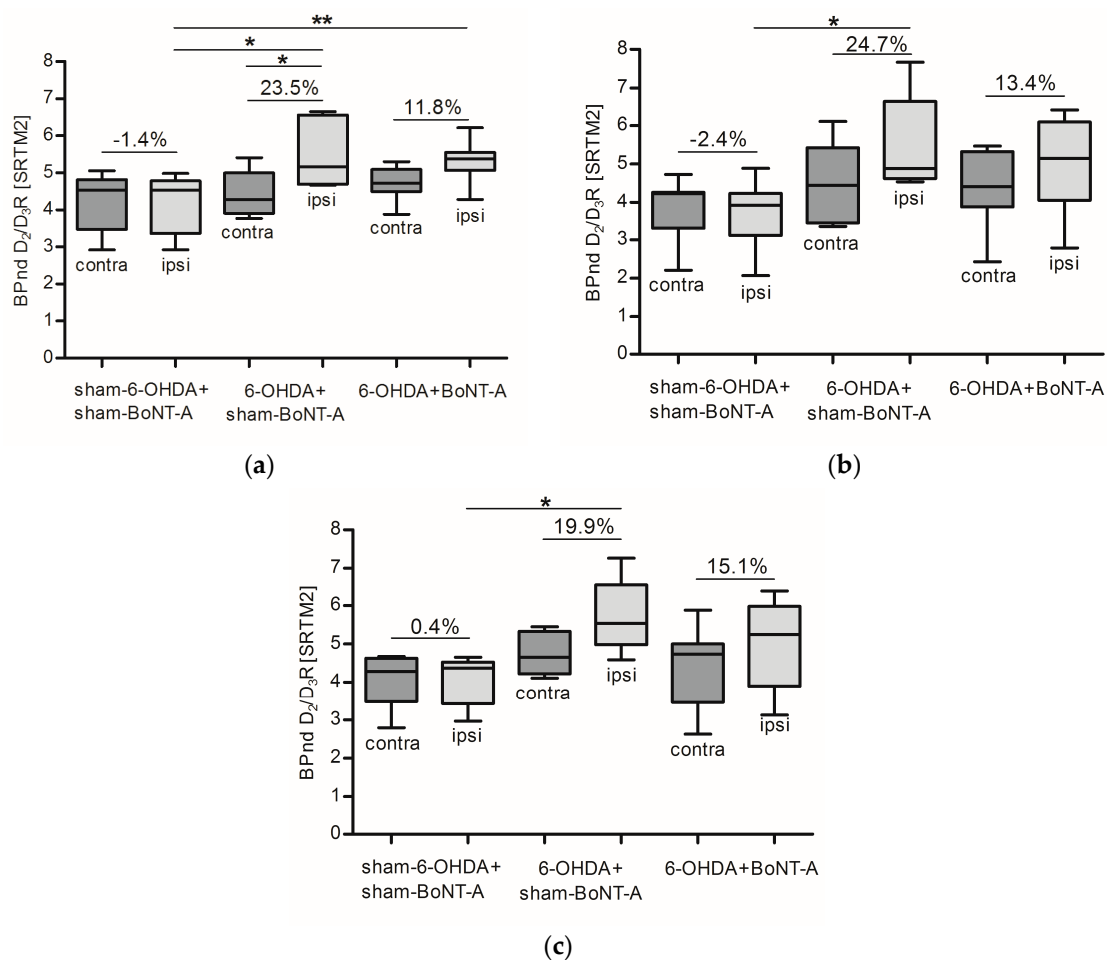 **
*
*
23.5%
11.8%
-1.4%
BPnd D2/D3R [SRTM2]
8
7
6
5
4
3
2
1
0
contra
ipsi
contra
ipsi
contra
ipsi
sham-6-OHDA+
sham-BoNT-A
6-OHDA+
sham-BoNT-A
6-OHDA+BoNT-A
(a)
*
24.7%
13.4%
-2.4%
BPnd D2/D3R [SRTM2]
8
7
6
5
4
3
2
1
0
contra
ipsi
contra
ipsi
contra
ipsi
sham-6-OHDA+
sham-BoNT-A
6-OHDA+
sham-BoNT-A
6-OHDA+BoNT-A
(b)
*
19.9%
15.1%
0.4%
BPnd D2/D3R [SRTM2]
8
7
6
5
4
3
2
1
0
contra
ipsi
contra
ipsi
contra
ipsi
sham-6-OHDA+
sham-BoNT-A
6-OHDA+
sham-BoNT-A
6-OHDA+BoNT-A
(c)